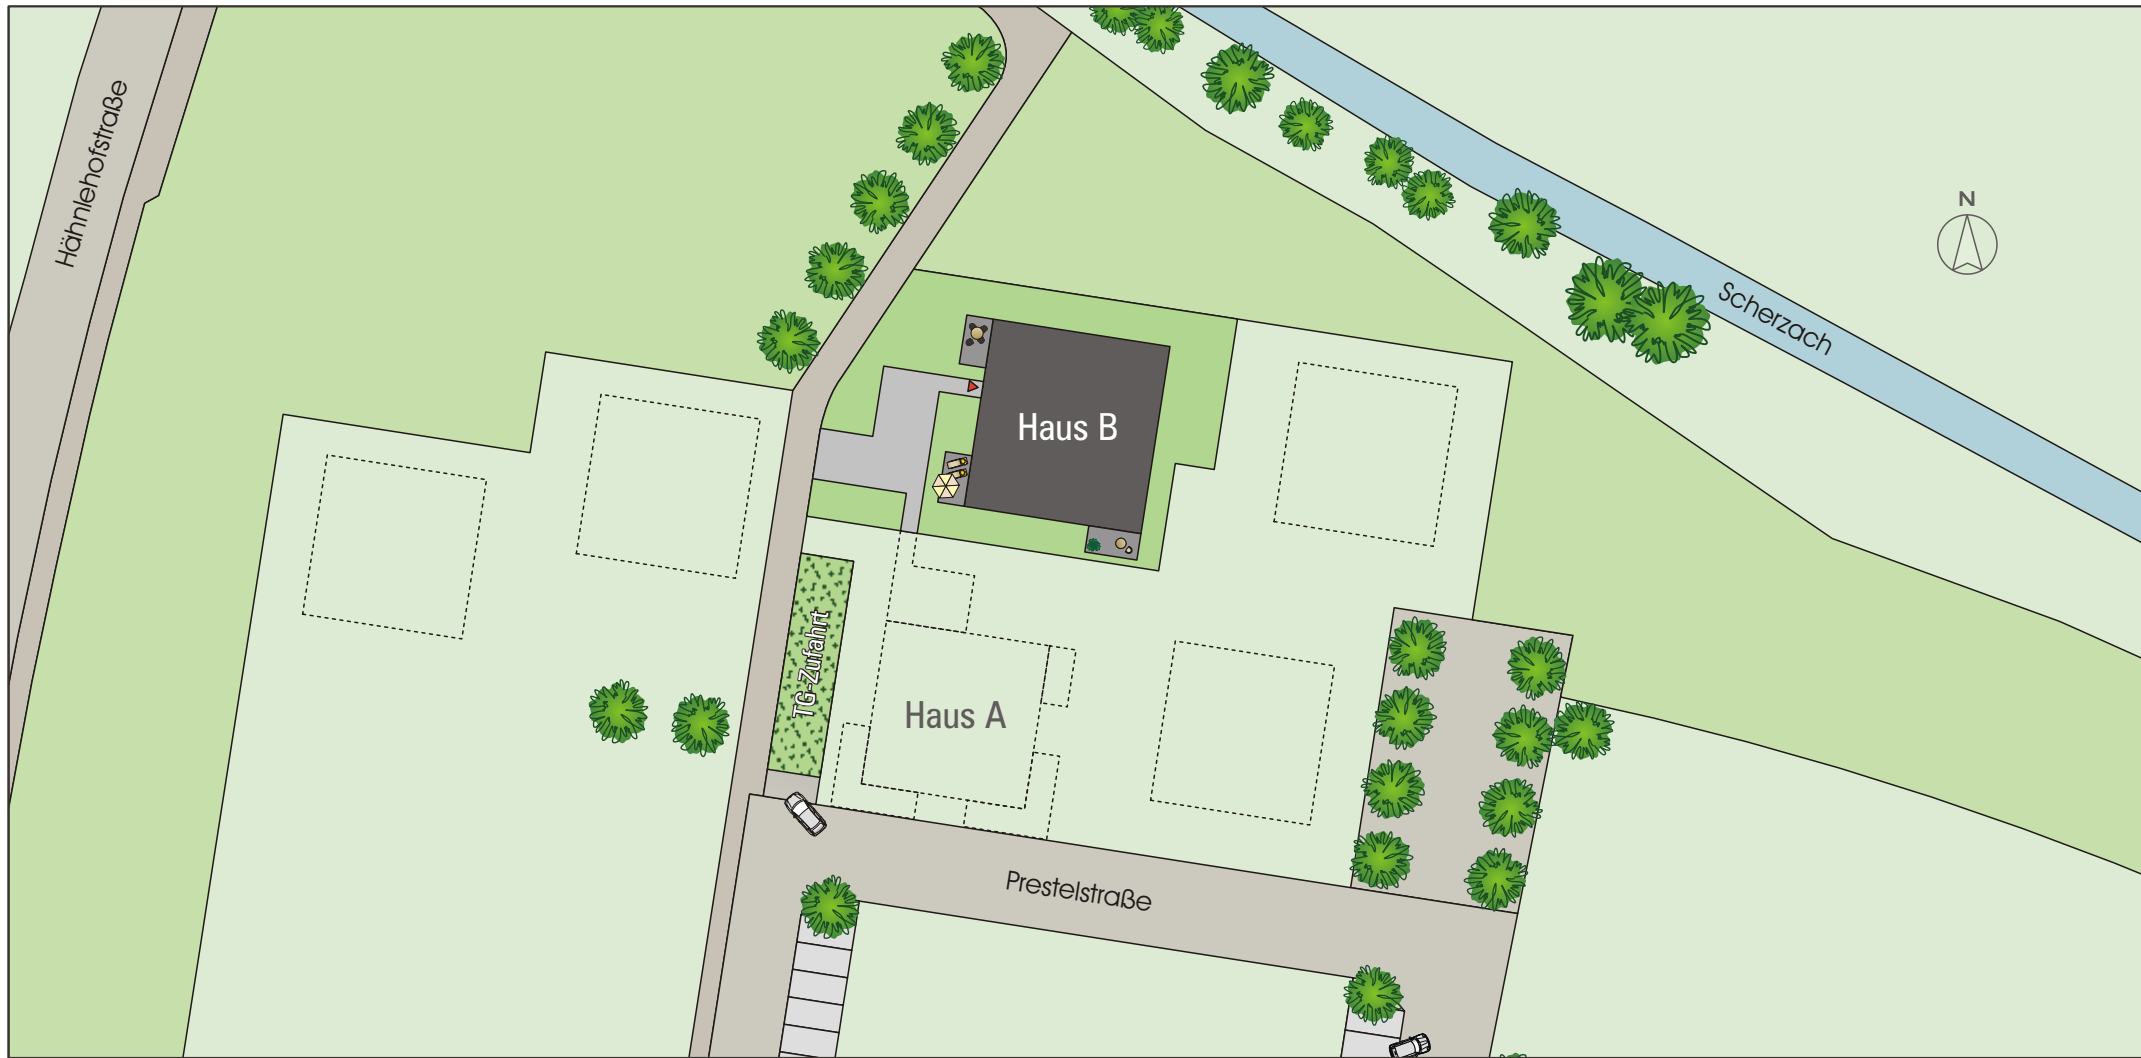 Hähnlehofstraße
N
Scherzach
Haus B
TG-Zufahrt
Haus A
Prestelstraße